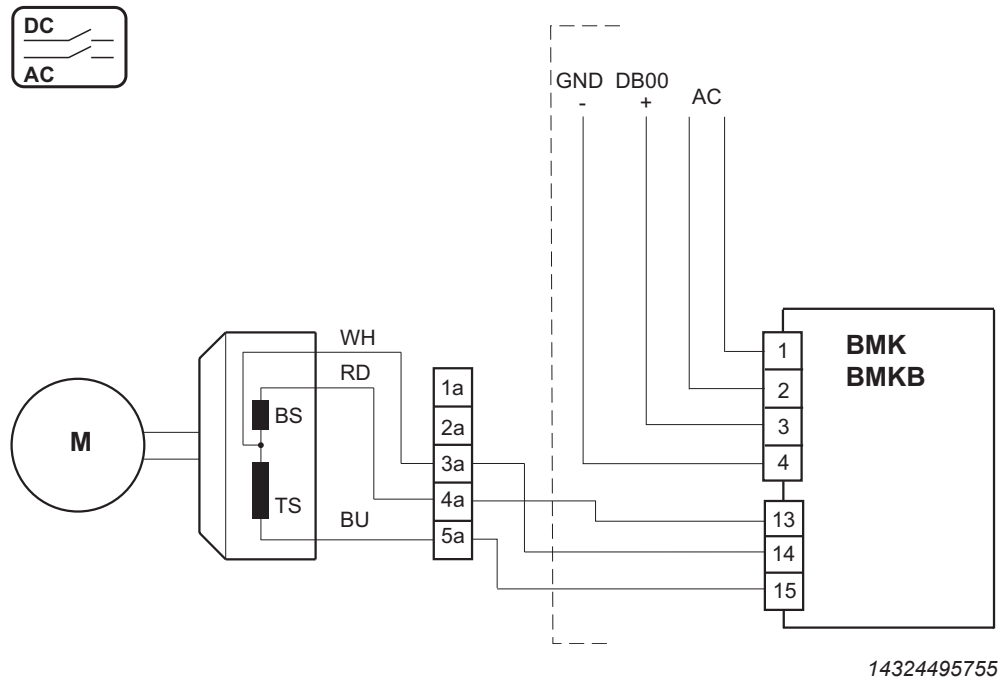 DC
AC
GND DB00 AC
- +
WH
RD
BS
TS
BU
M
1a
2a
3a
4a
5a
1
2
3
4
13
14
15
BMK
BMKB
14324495755